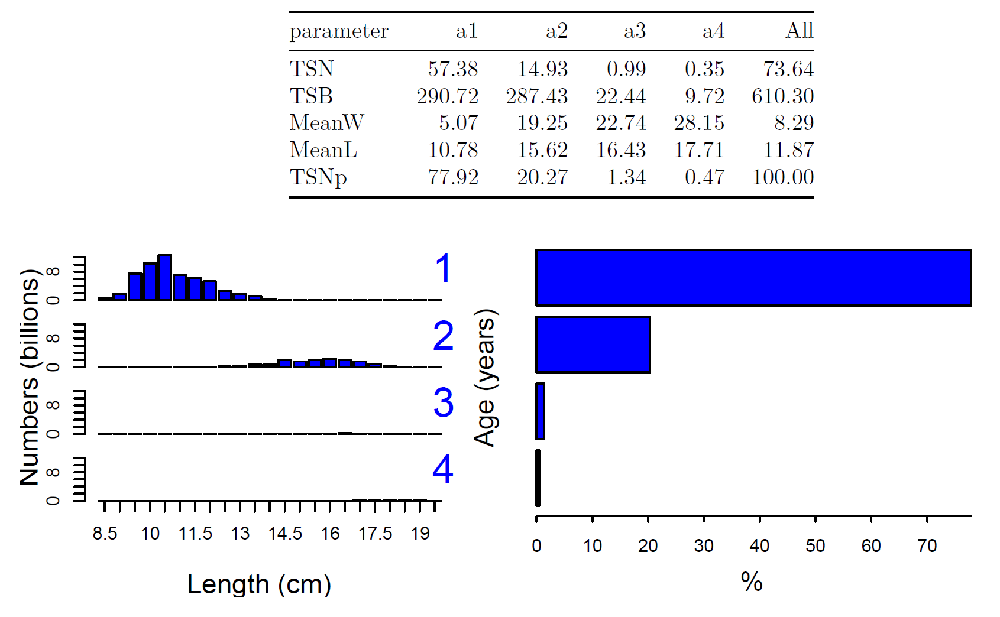 parameter a1 a2 a3 a4 All
TSN 57.38 14.93 0.99 0.35 73.64
TSB 290.72 287.43 22.44 9.72 610.30
MeanW 5.07 19.25 22.74 28.15 8.29
MeanL 10.78 15.62 16.43 17.71 11.87
TSNp 77.92 20.27 1.34 0.47 100.00
Numbers (billions)
0 8
1
0 8
2
0 8
3
0 8
4
8.5 10 11.5 13 14.5 16 17.5 19
Length (cm)
Age (years)
0 10 20 30 40 50 60 70
%